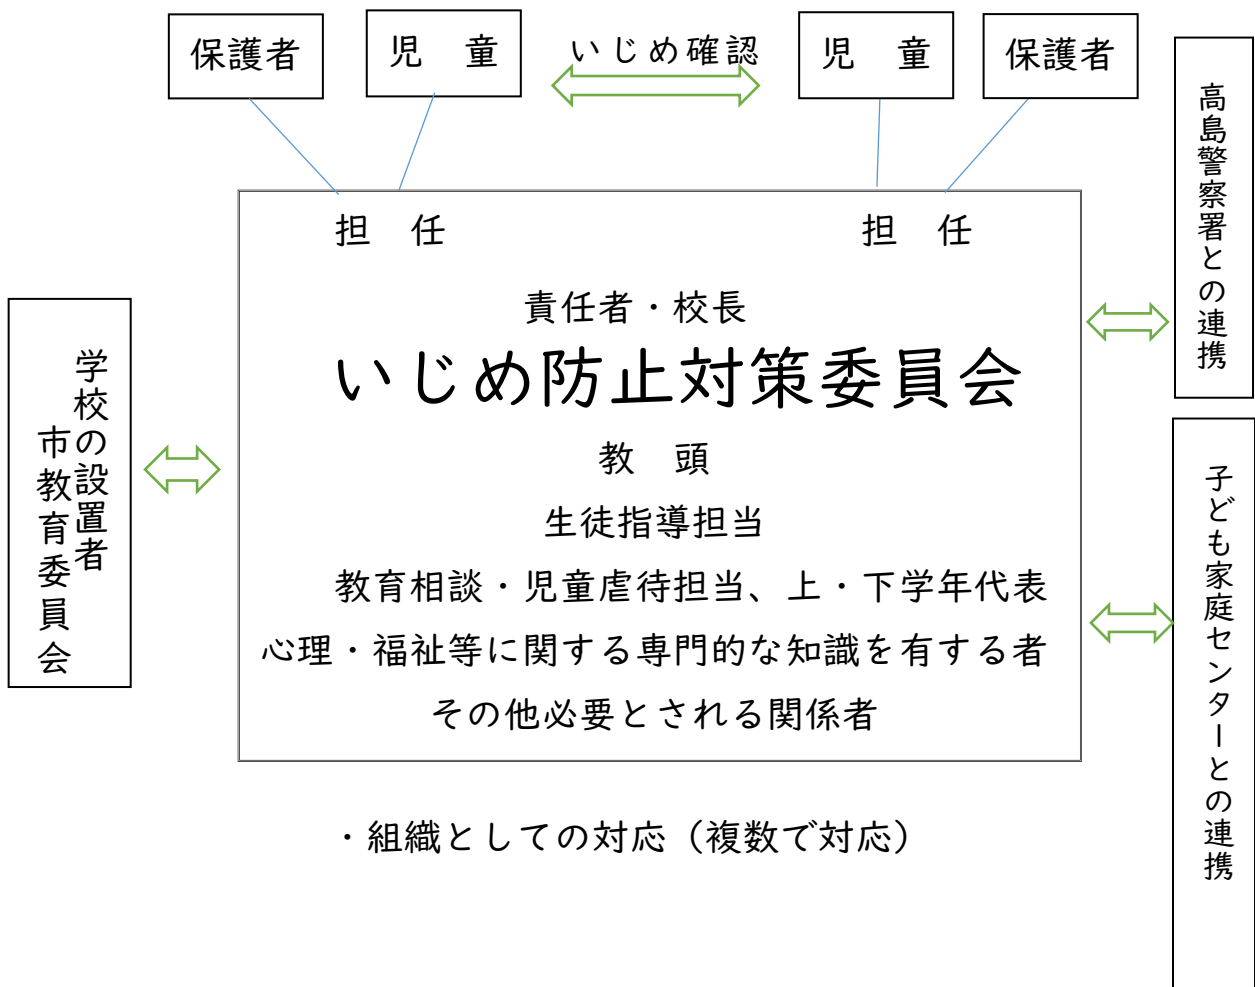 保護者
児　童
いじめ確認
児　童
保護者
高島警察署との連携
担　任
担　任
責任者・校長
いじめ防止対策委員会
教　頭
生徒指導担当
教育相談・児童虐待担当、上・下学年代表
心理・福祉等に関する専門的な知識を有する者
その他必要とされる関係者
学校の設置者
市教育委員会
子ども家庭センターとの連携
・組織としての対応（複数で対応）